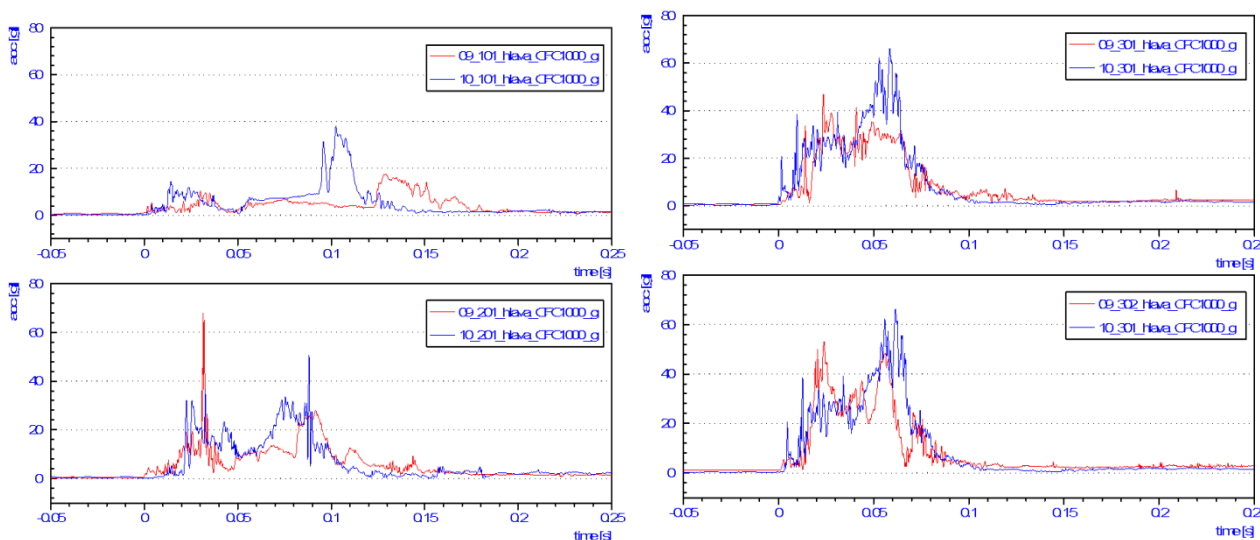 acc [g]
80
60
40
20
0
-0.05 0 0.05 0.1 0.15 0.2 0.25
time [s]
09_101_hlava_CFC1000_g
10_101_hlava_CFC1000_g
acc [g]
80
60
40
20
0
-0.05 0 0.05 0.1 0.15 0.2 0.25
time [s]
09_301_hlava_CFC1000_g
10_301_hlava_CFC1000_g
acc [g]
80
60
40
20
0
-0.05 0 0.05 0.1 0.15 0.2 0.25
time [s]
09_201_hlava_CFC1000_g
10_201_hlava_CFC1000_g
acc [g]
80
60
40
20
0
-0.05 0 0.05 0.1 0.15 0.2
time [s]
09_302_hlava_CFC1000_g
10_301_hlava_CFC1000_g